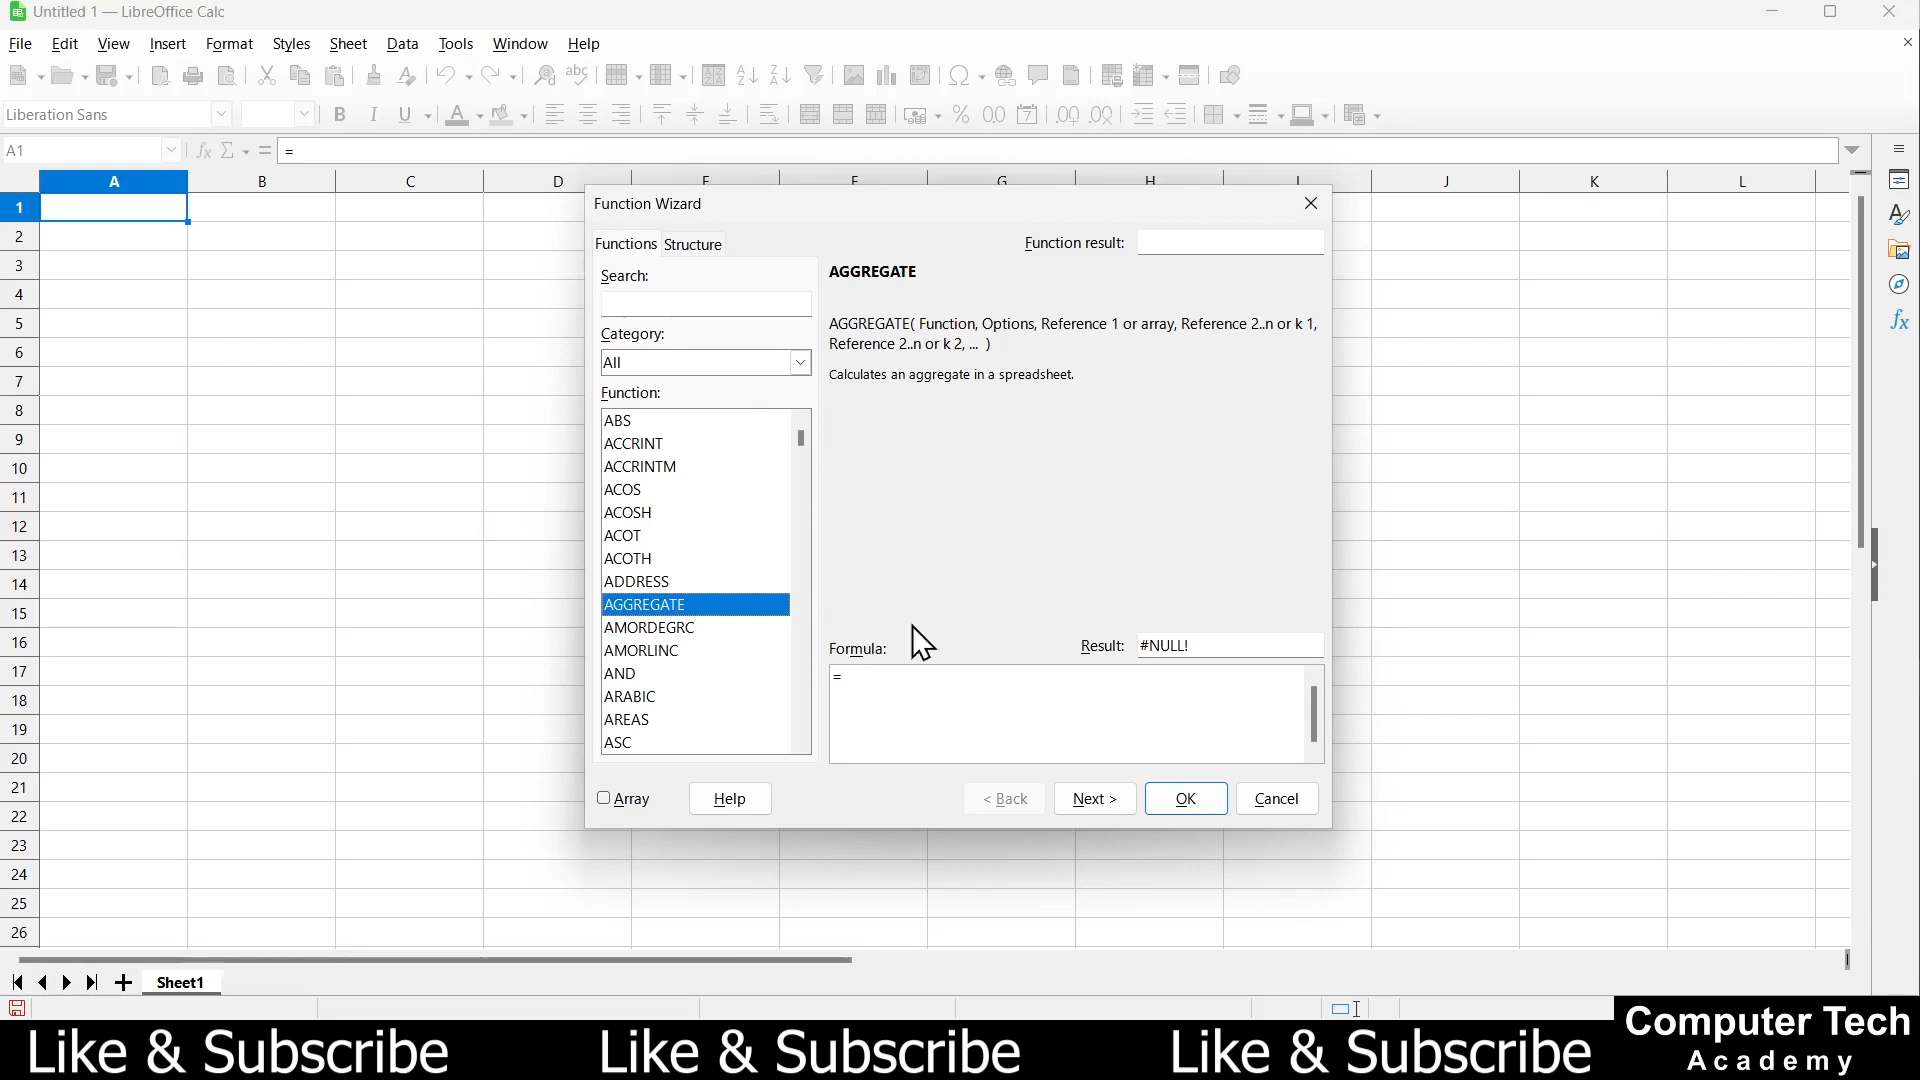 Untitled 1 — LibreOffice Calc
File Edit View Insert Format Styles Sheet Data Tools Window Help
Liberation Sans
A1
=
A B C D E F G H I J K L
1
2
3
4
5
6
7
8
9
10
11
12
13
14
15
16
17
18
19
20
21
22
23
24
25
26
Function Wizard
Functions Structure
Function result:
Search:
Category:
All
Function:
ABS
ACCRINT
ACCRINTM
ACOS
ACOSH
ACOT
ACOTH
ADDRESS
AGGREGATE
AMORDEGRC
AMORLINC
AND
ARABIC
AREAS
ASC
AGGREGATE
AGGREGATE( Function, Options, Reference 1 or array, Reference 2..n or k 1,
Reference 2..n or k 2, ... )
Calculates an aggregate in a spreadsheet.
Formula:
Result: #NULL!
=
Array
Help
< Back
Next >
OK
Cancel
Sheet1
Like & Subscribe Like & Subscribe Like & Subscribe
Computer Tech
Academy